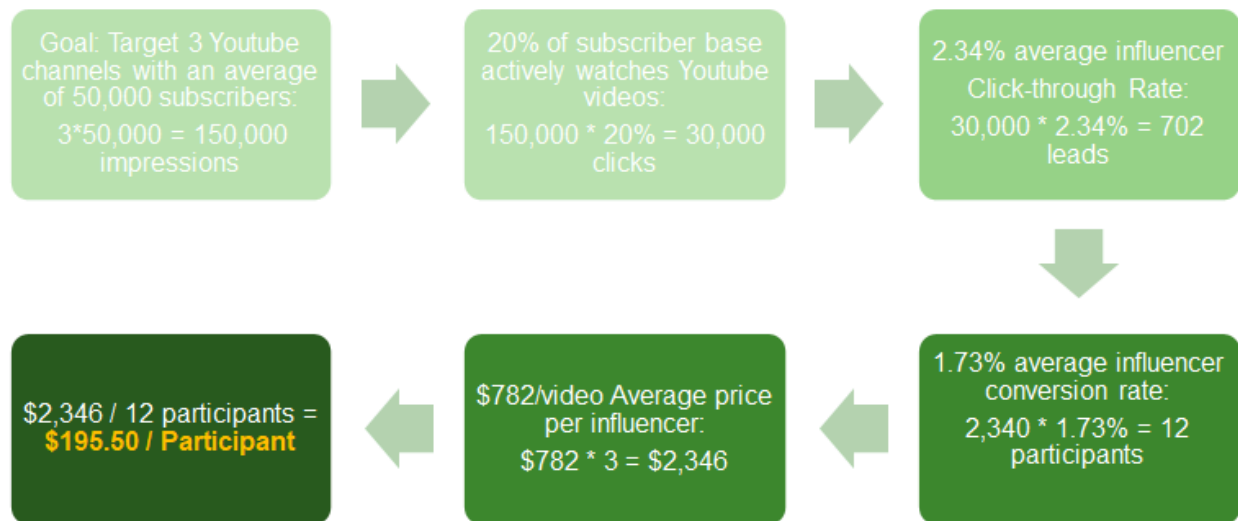 Goal: Target 3 Youtube
channels with an average
of 50,000 subscribers:
3*50,000 = 150,000
impressions
20% of subscriber base
actively watches Youtube
videos:
150,000 * 20% = 30,000
clicks
2.34% average influencer
Click-through Rate:
30,000 * 2.34% = 702
leads
1.73% average influencer
conversion rate:
2,340 * 1.73% = 12
participants
$782/video Average price
per influencer:
$782 * 3 = $2,346
$2,346 / 12 participants =
$195.50 / Participant